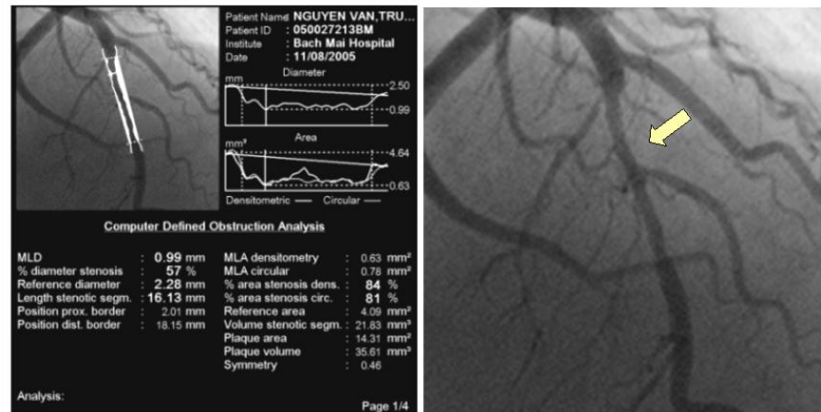 Patient Name: NGUYEN VAN,TRU...
Patient ID : 050027213BM
Institute : Bach Mai Hospital
Date : 11/08/2005
Diameter
mm
2.50
0.99
Area
mm²
4.64
0.63
Densitometric — Circular —
Computer Defined Obstruction Analysis
MLD : 0.99 mm
% diameter stenosis : 57 %
Reference diameter : 2.28 mm
Length stenotic segm. : 16.13 mm
Position prox. border : 2.01 mm
Position dist. border : 18.15 mm
MLA densitometry : 0.63 mm²
MLA circular : 0.78 mm²
% area stenosis dens. : 84 %
% area stenosis circ. : 81 %
Reference area : 4.09 mm²
Volume stenotic segm. : 21.83 mm³
Plaque area : 14.31 mm²
Plaque volume : 35.61 mm³
Symmetry : 0.46
Analysis:
Page 1/4